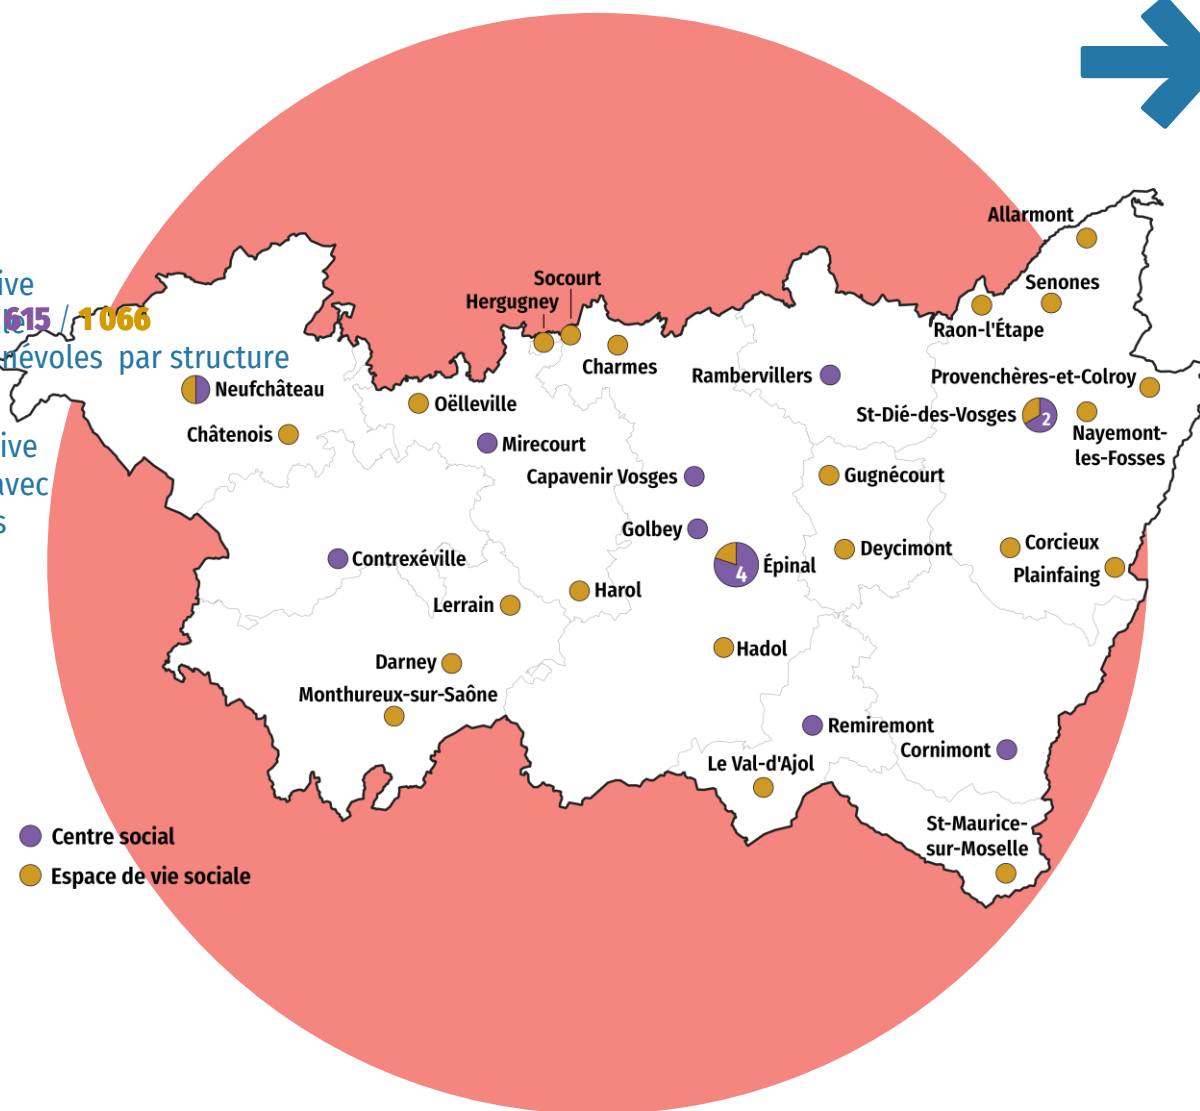 Allarmont
Senones
Socourt
Hergugney
ive
615 / 1 066
névoles par structure
Raon-l'Étape
Charmes
Rambervillers
Provenchères-et-Colroy
Neufchâteau
Oëlleville
St-Dié-des-Vosges
2
Châtenois
Mirecourt
Nayemont-
les-Fosses
ive
avec
s
Capavenir Vosges
Gugnécourt
Golbey
Contrexéville
4
Épinal
Deycimont
Corcieux
Plainfaing
Lerrain
Harol
Darney
Hadol
Monthureux-sur-Saône
Remiremont
Cornimont
Le Val-d'Ajol
St-Maurice-
sur-Moselle
Centre social
Espace de vie sociale